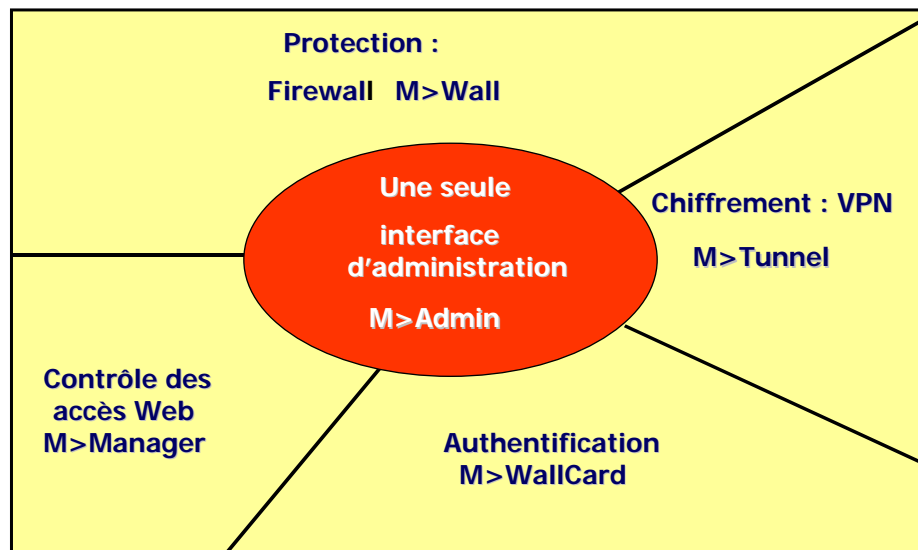 Protection :
Firewall M>Wall
Une seule
interface
d'administration
M>Admin
Chiffrement : VPN
M>Tunnel
Contrôle des
accès Web
M>Manager
Authentification
M>WallCard